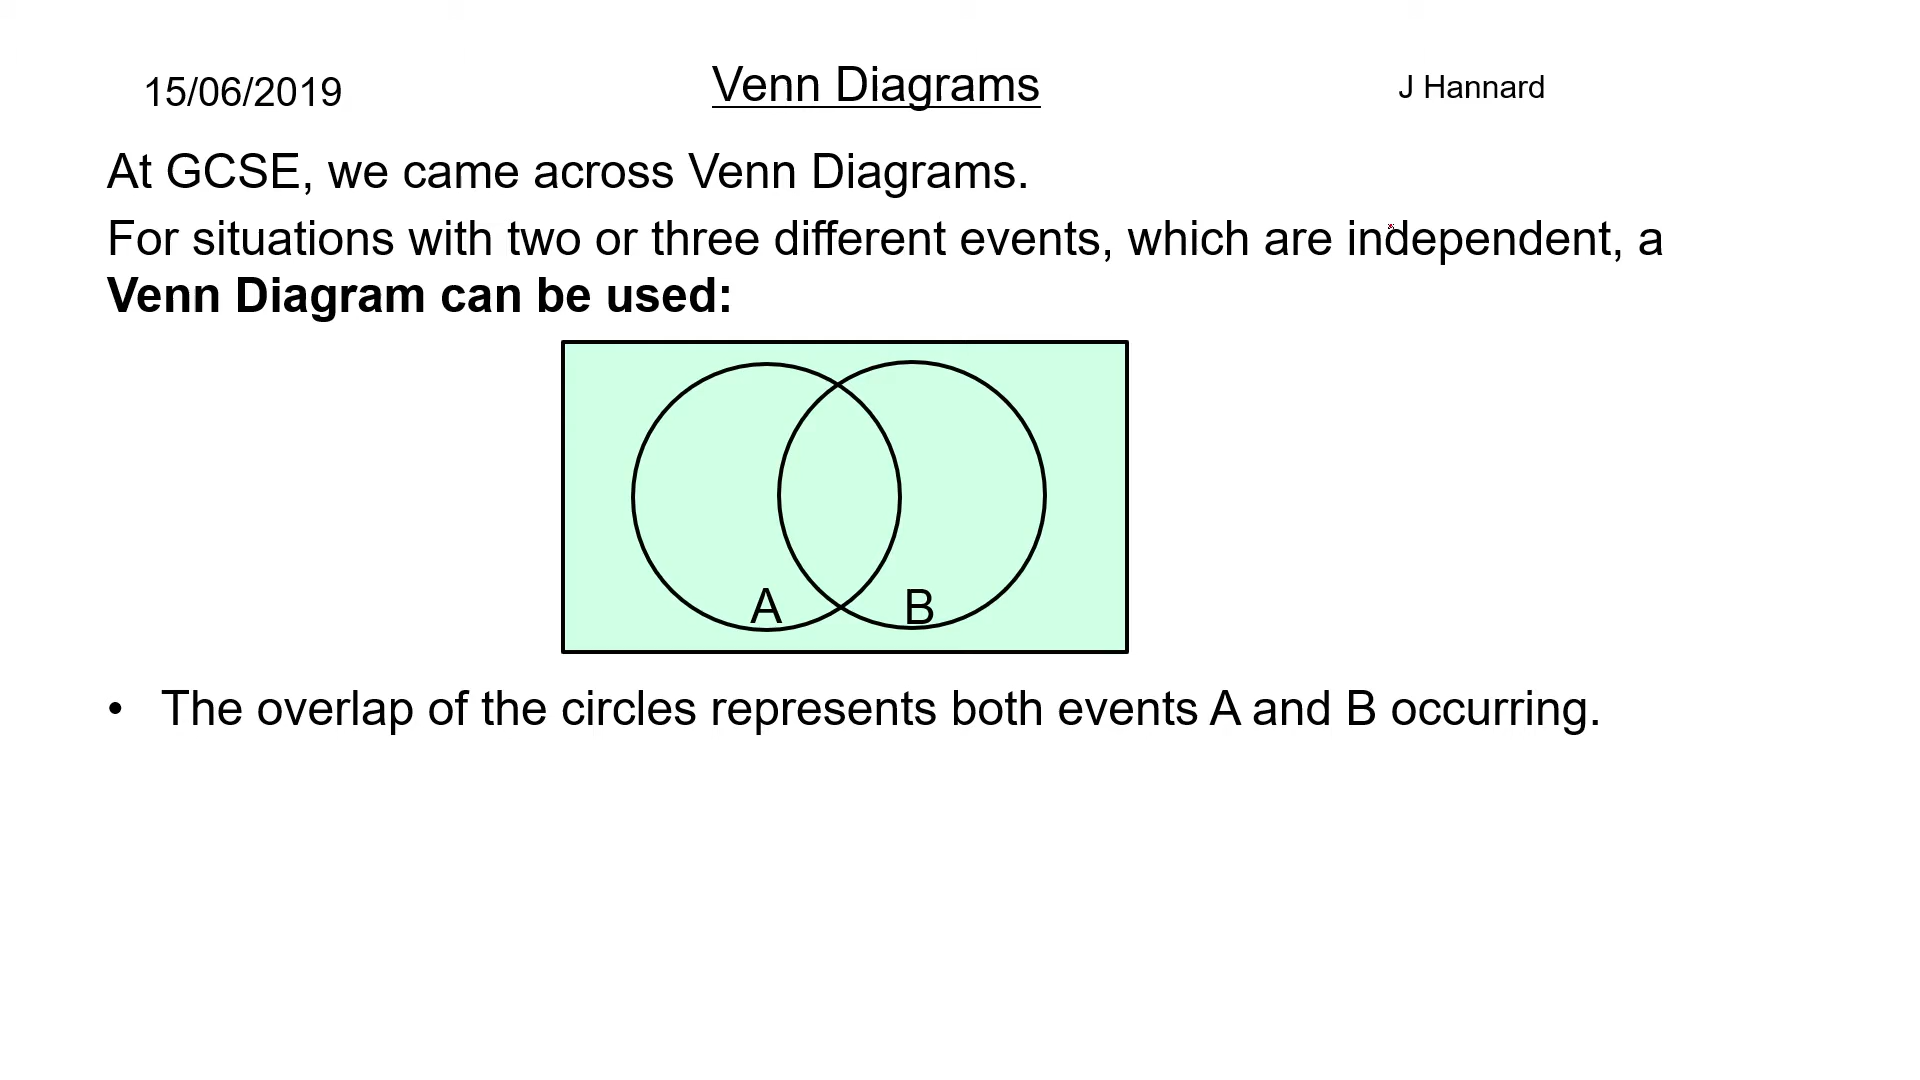 15/06/2019
Venn Diagrams
J Hannard
At GCSE, we came across Venn Diagrams.
For situations with two or three different events, which are independent, a
Venn Diagram can be used:
A
B
• The overlap of the circles represents both events A and B occurring.